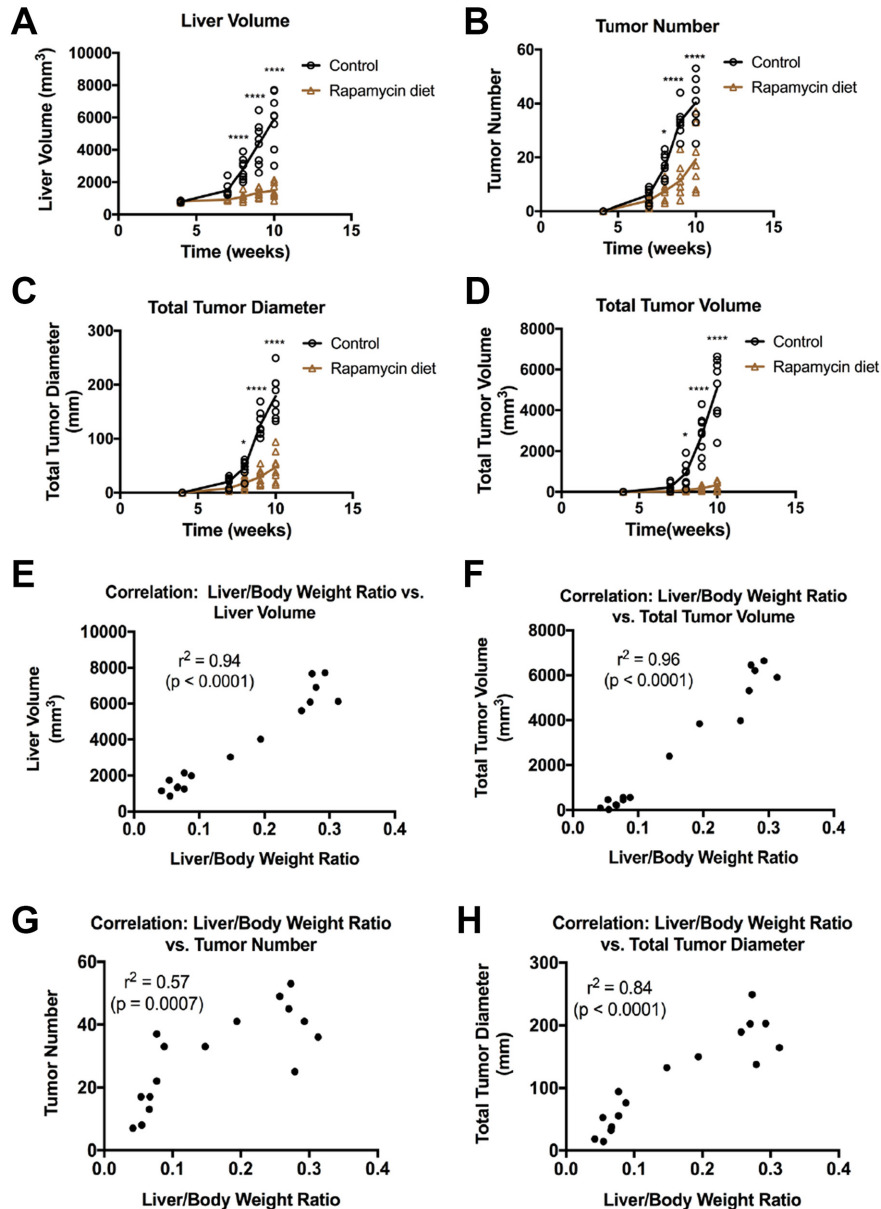 A
Liver Volume
Liver Volume (mm3)
10000
8000
6000
4000
2000
0
****
****
****
0
5
10
15
Time (weeks)
Control
Rapamycin diet
B
Tumor Number
Tumor Number
60
40
20
0
*
****
****
0
5
10
15
Time (weeks)
Control
Rapamycin diet
C
Total Tumor Diameter
Total Tumor Diameter
(mm)
300
200
100
0
*
****
****
0
5
10
15
Time (weeks)
Control
Rapamycin diet
D
Total Tumor Volume
Total Tumor Volume
(mm3)
8000
6000
4000
2000
0
*
****
****
0
5
10
15
Time(weeks)
Control
Rapamycin diet
E
Correlation: Liver/Body Weight Ratio vs.
Liver Volume
Liver Volume
(mm3)
10000
8000
6000
4000
2000
0
r2 = 0.94
(p < 0.0001)
0.0
0.1
0.2
0.3
0.4
Liver/Body Weight Ratio
F
Correlation: Liver/Body Weight Ratio
vs. Total Tumor Volume
Total Tumor Volume
(mm3)
8000
6000
4000
2000
0
r2 = 0.96
(p < 0.0001)
0.0
0.1
0.2
0.3
0.4
Liver/Body Weight Ratio
G
Correlation: Liver/Body Weight Ratio
vs. Tumor Number
Tumor Number
60
40
20
0
r2 = 0.57
(p = 0.0007)
0.0
0.1
0.2
0.3
0.4
Liver/Body Weight Ratio
H
Correlation: Liver/Body Weight Ratio
vs. Total Tumor Diameter
Total Tumor Diameter
(mm)
300
200
100
0
r2 = 0.84
(p < 0.0001)
0.0
0.1
0.2
0.3
0.4
Liver/Body Weight Ratio